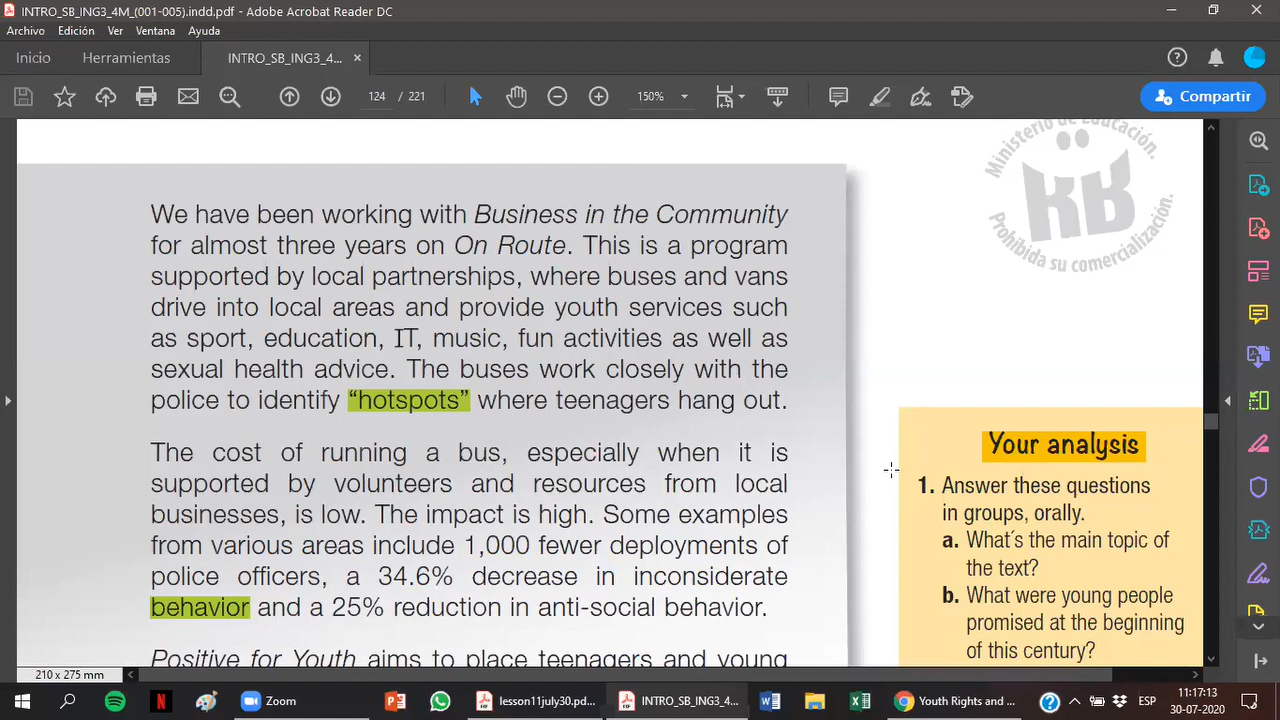 INTRO_SB_ING3_4M_(001-005).indd.pdf - Adobe Acrobat Reader DC
Archivo Edición Ver Ventana Ayuda
Inicio Herramientas INTRO_SB_ING3_4... ×
124 / 221 150% Compartir
Ministerio de Educación.
KB
Prohibida su comercialización.
We have been working with Business in the Community
for almost three years on On Route. This is a program
supported by local partnerships, where buses and vans
drive into local areas and provide youth services such
as sport, education, IT, music, fun activities as well as
sexual health advice. The buses work closely with the
police to identify “hotspots” where teenagers hang out.
The cost of running a bus, especially when it is
supported by volunteers and resources from local
businesses, is low. The impact is high. Some examples
from various areas include 1,000 fewer deployments of
police officers, a 34.6% decrease in inconsiderate
behavior and a 25% reduction in anti-social behavior.
Positive for Youth aims to place teenagers and young
Your analysis
1. Answer these questions
in groups, orally.
a. What´s the main topic of
the text?
b. What were young people
promised at the beginning
of this century?
210 x 275 mm
Zoom lesson11july30.pd... INTRO_SB_ING3_4... Youth Rights and ... ESP 11:17:13
30-07-2020